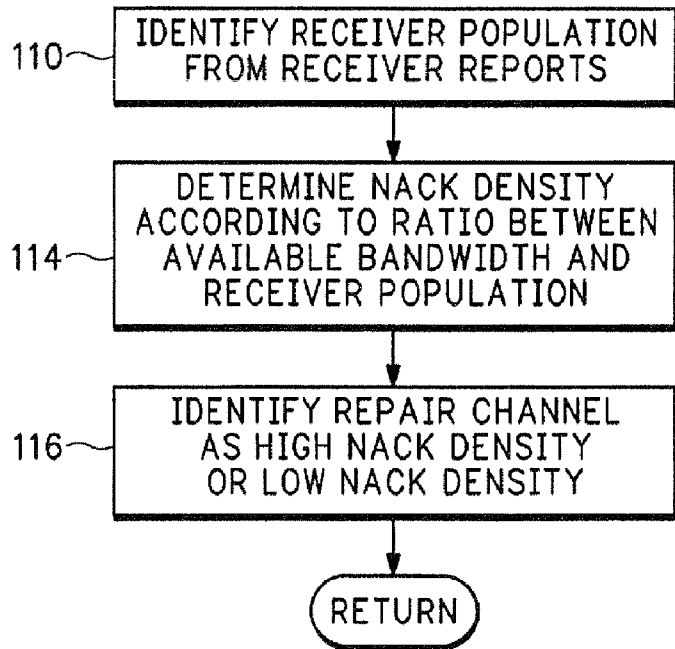 110
IDENTIFY RECEIVER POPULATION
FROM RECEIVER REPORTS
114
DETERMINE NACK DENSITY
ACCORDING TO RATIO BETWEEN
AVAILABLE BANDWIDTH AND
RECEIVER POPULATION
116
IDENTIFY REPAIR CHANNEL
AS HIGH NACK DENSITY
OR LOW NACK DENSITY
RETURN